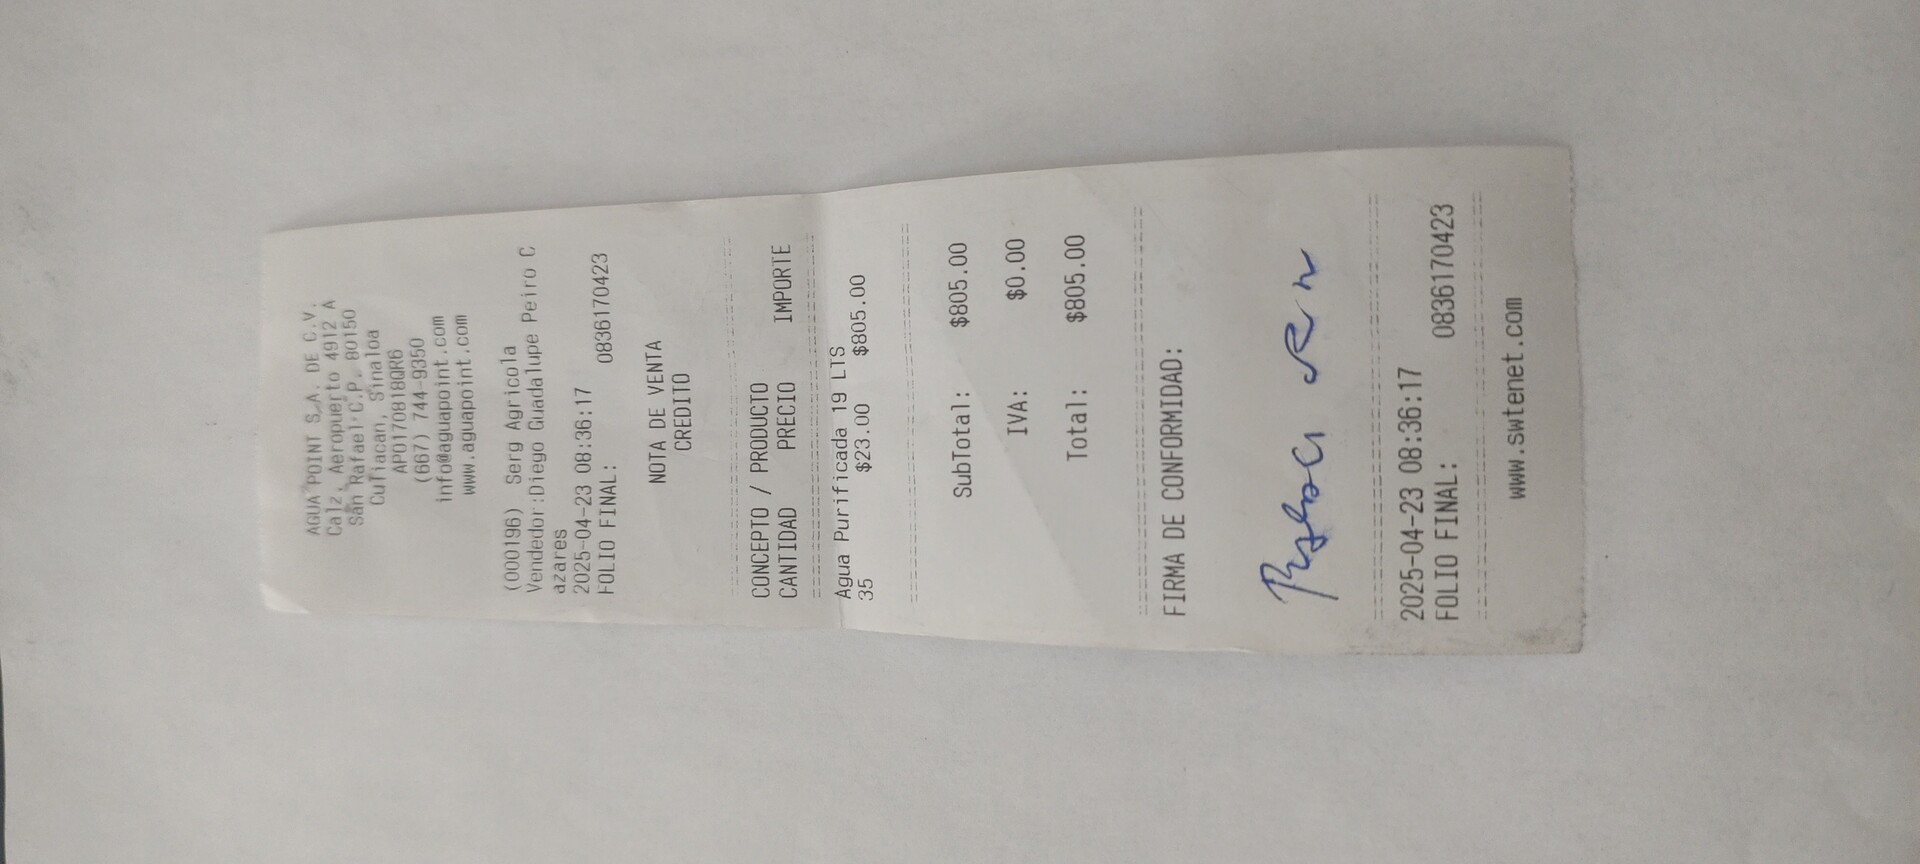 AGUA POINT S.A. DE C.V.
Calz. Aeropuerto 4912 A
San Rafael C.P. 80150
Culiacan, Sinaloa
APO170818QR6
(667) 744-9350
info@aguapoint.com
www.aguapoint.com
(000196) Serg Agricola
Vendedor:Diego Guadalupe Peiro C
azares
2025-04-23 08:36:17
FOLIO FINAL: 0836170423
NOTA DE VENTA
CREDITO
CONCEPTO / PRODUCTO
CANTIDAD PRECIO IMPORTE
Agua Purificada 19 LTS
35 $23.00 $805.00
SubTotal: $805.00
IVA: $0.00
Total: $805.00
FIRMA DE CONFORMIDAD:
2025-04-23 08:36:17
FOLIO FINAL: 0836170423
www.swtenet.com